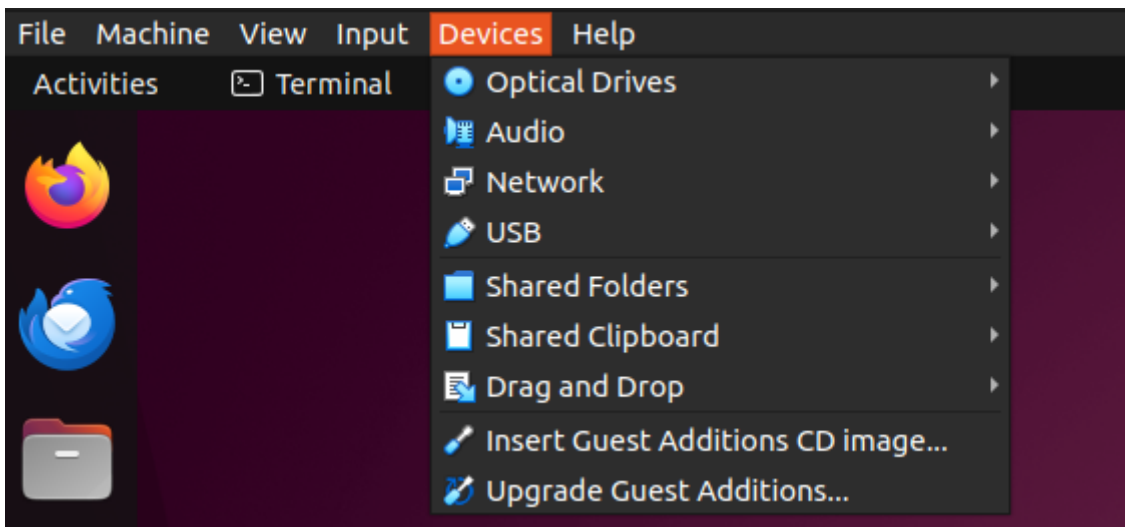 File Machine View Input Devices Help
Activities Terminal
Optical Drives
Audio
Network
USB
Shared Folders
Shared Clipboard
Drag and Drop
Insert Guest Additions CD image...
Upgrade Guest Additions...